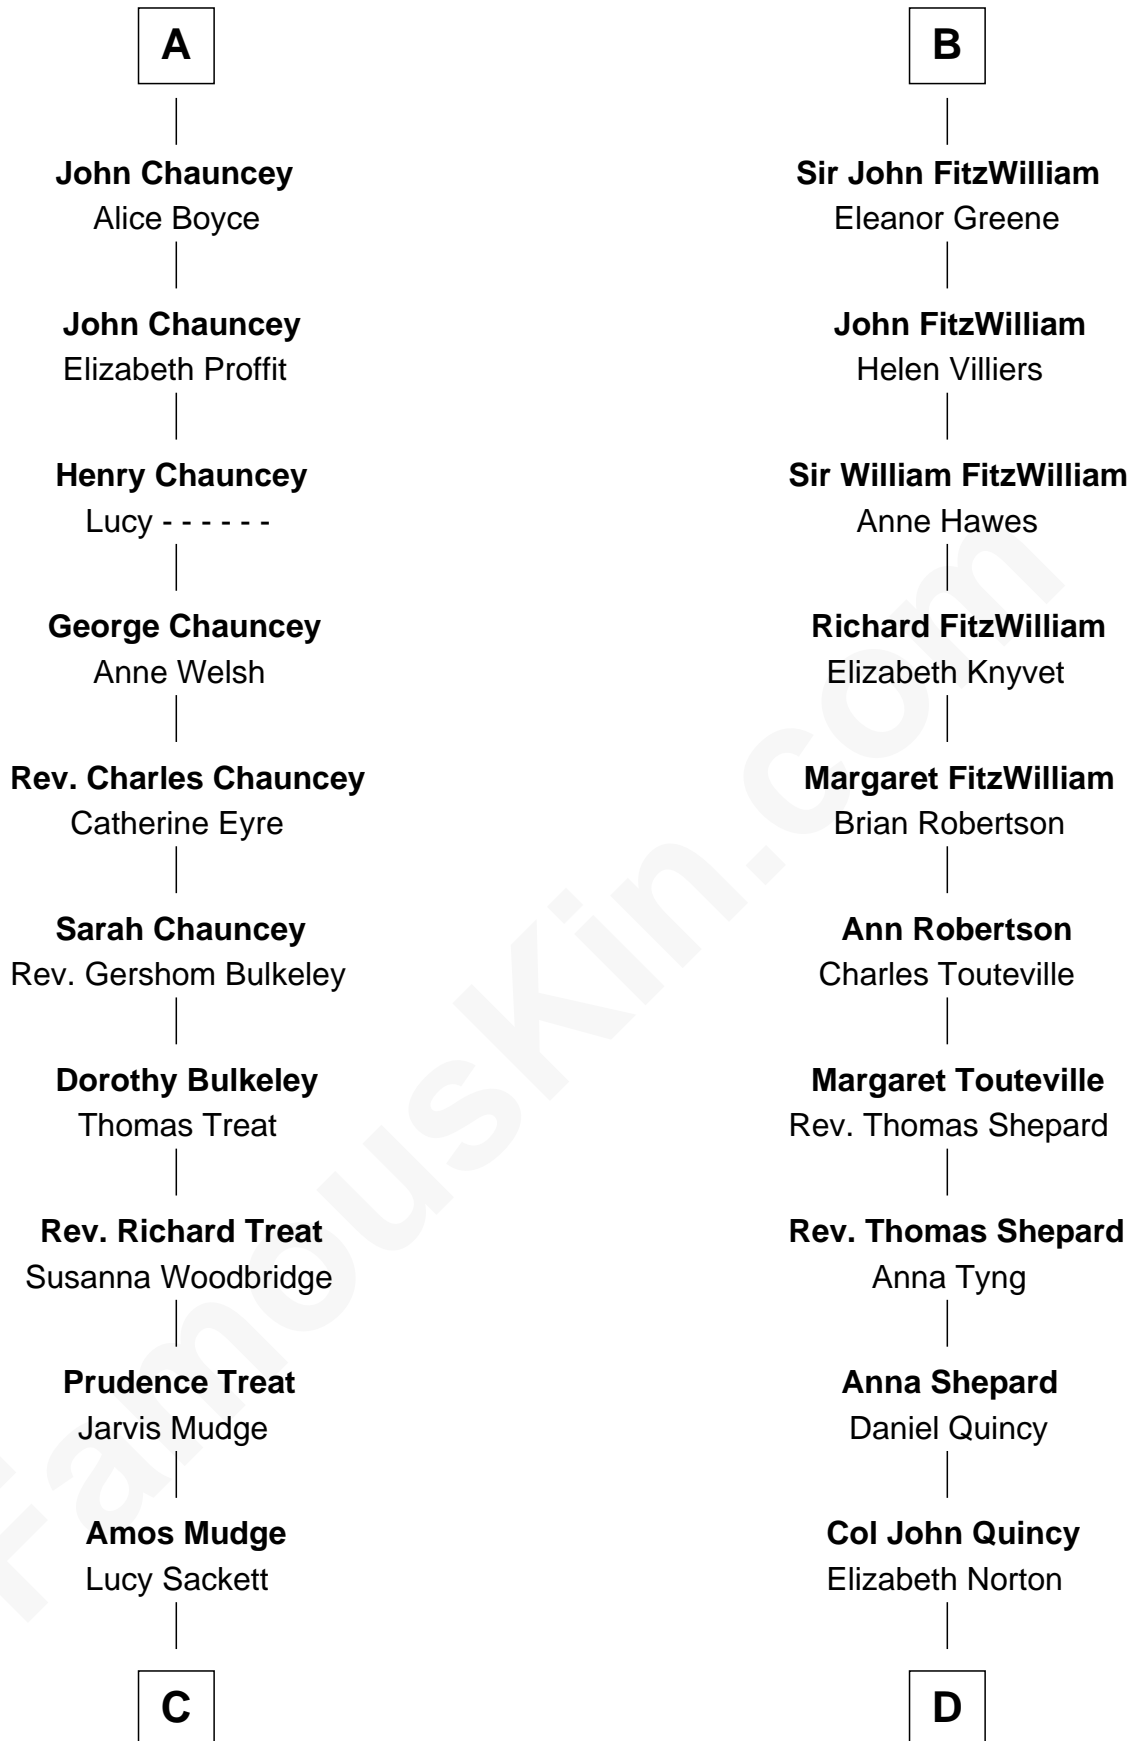 A
John Chauncey
Alice Boyce
John Chauncey
Elizabeth Proffit
Henry Chauncey
Lucy - - - - - -
George Chauncey
Anne Welsh
Rev. Charles Chauncey
Catherine Eyre
Sarah Chauncey
Rev. Gershom Bulkeley
Dorothy Bulkeley
Thomas Treat
Rev. Richard Treat
Susanna Woodbridge
Prudence Treat
Jarvis Mudge
Amos Mudge
Lucy Sackett
C
B
Sir John FitzWilliam
Eleanor Greene
John FitzWilliam
Helen Villiers
Sir William FitzWilliam
Anne Hawes
Richard FitzWilliam
Elizabeth Knyvet
Margaret FitzWilliam
Brian Robertson
Ann Robertson
Charles Touteville
Margaret Touteville
Rev. Thomas Shepard
Rev. Thomas Shepard
Anna Tyng
Anna Shepard
Daniel Quincy
Col John Quincy
Elizabeth Norton
D
FamousKin.com